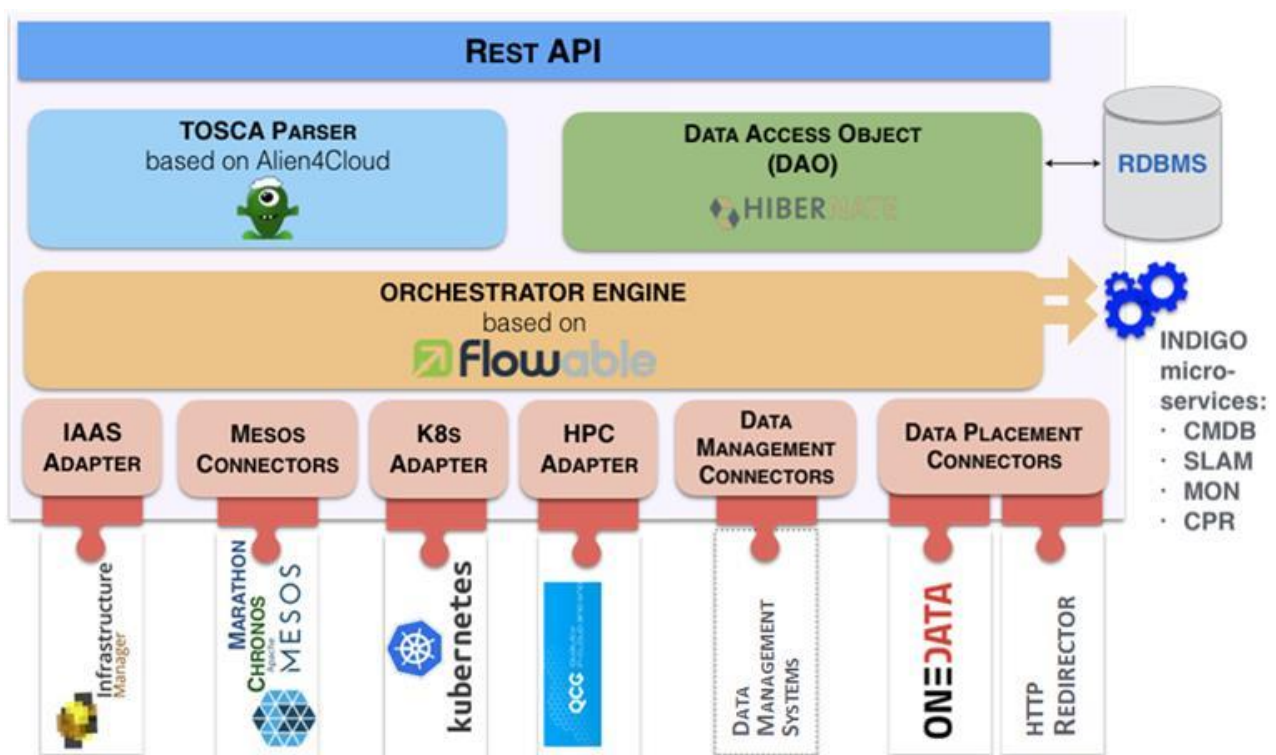 REST API
TOSCA PARSER
based on Alien4Cloud
DATA ACCESS OBJECT
(DAO)
HIBERNATE
RDBMS
ORCHESTRATOR ENGINE
based on
Flowable
INDIGO
micro-
services:
· CMDB
· SLAM
· MON
· CPR
IAAS
ADAPTER
MESOS
CONNECTORS
K8S
ADAPTER
HPC
ADAPTER
DATA
MANAGEMENT
CONNECTORS
DATA PLACEMENT
CONNECTORS
Infrastructure
Manager
MARATHON
CHRONOS
Apache
MESOS
kubernetes
QCG
DATA
MANAGEMENT
SYSTEMS
ONEDATA
HTTP
REDIRECTOR